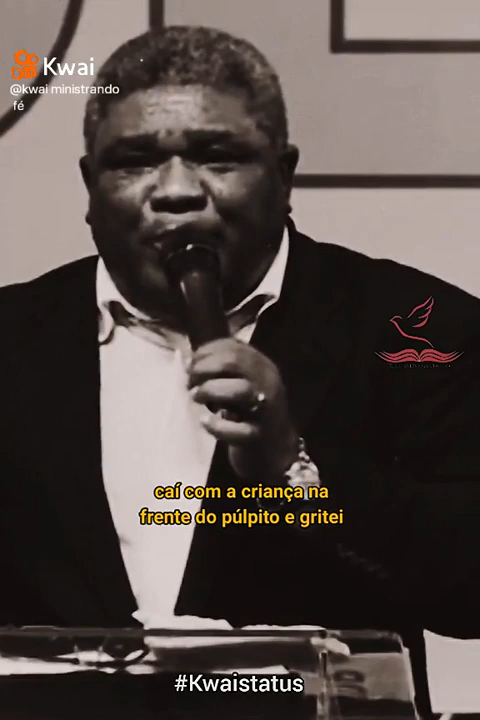 Kwai
@kwai ministrando
fé
caí com a criança na
frente do púlpito e gritei
#Kwaistatus